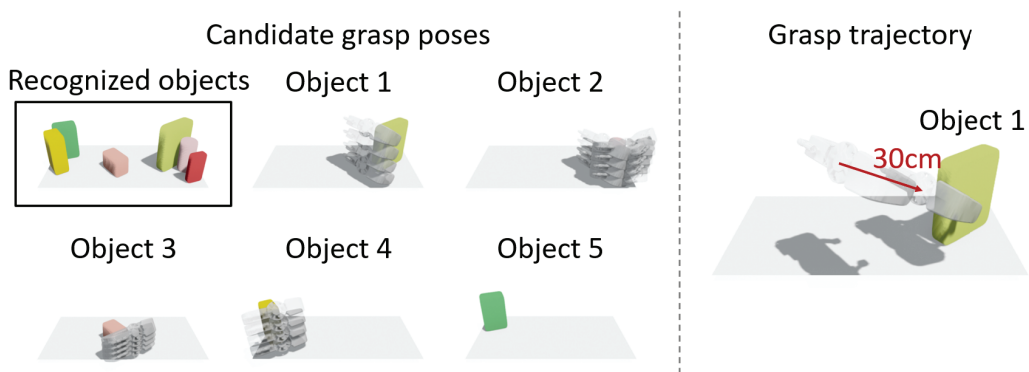 Candidate grasp poses
Recognized objects
Object 1
Object 2
Object 3
Object 4
Object 5
Grasp trajectory
Object 1
30cm